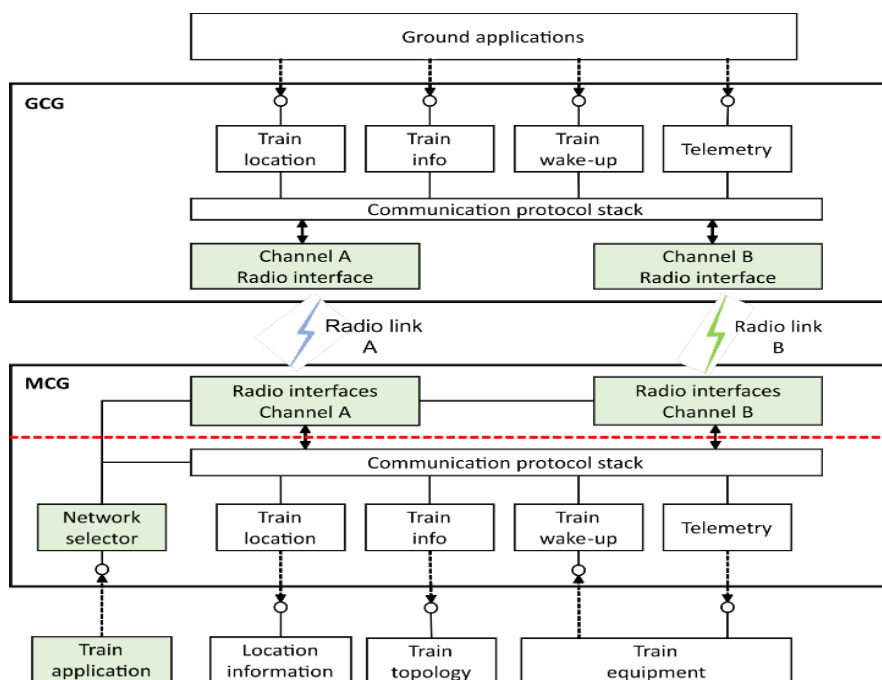 Ground applications
GCG
Train
location
Train
info
Train
wake-up
Telemetry
Communication protocol stack
Channel A
Radio interface
Channel B
Radio interface
Radio link
A
Radio link
B
MCG
Radio interfaces
Channel A
Radio interfaces
Channel B
Communication protocol stack
Network
selector
Train
location
Train
info
Train
wake-up
Telemetry
Train
application
Location
information
Train
topology
Train
equipment